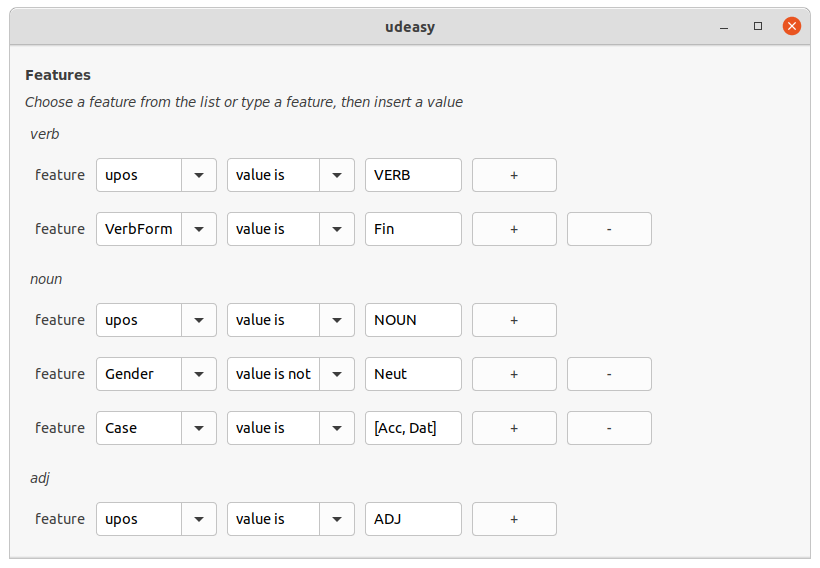 udeasy
Features
Choose a feature from the list or type a feature, then insert a value
verb
feature upos value is VERB +
feature VerbForm value is Fin + -
noun
feature upos value is NOUN +
feature Gender value is not Neut + -
feature Case value is [Acc, Dat] + -
adj
feature upos value is ADJ +